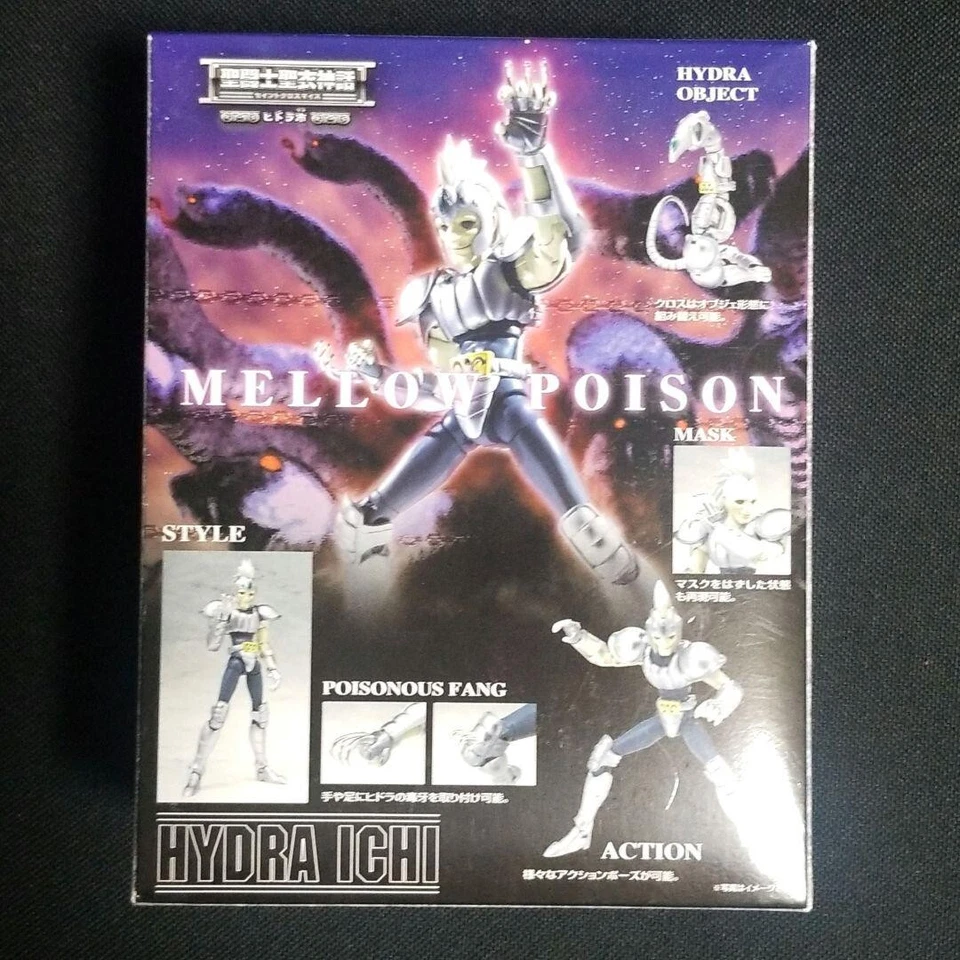 聖闘士聖衣神話
セイントクロスマイス
ヒドラ市
HYDRA
OBJECT
クロスはオブジェ形態に
組み替え可能。
MELLOW POISON
MASK
マスクをはずした状態
も再現可能。
STYLE
POISONOUS FANG
手や足にヒドラの毒牙を取り付け可能。
HYDRA ICHI
ACTION
様々なアクションポーズが可能。
※写真はイメージ